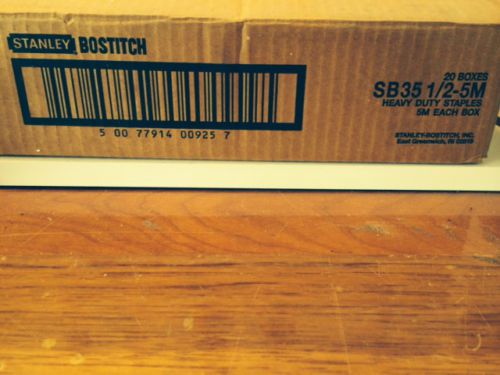 STANLEY BOSTITCH
5 00 77914 00925 7
20 BOXES
SB35 1/2-5M
HEAVY DUTY STAPLES
5M EACH BOX
STANLEY-BOSTITCH, INC.
East Greenwich, RI 02818